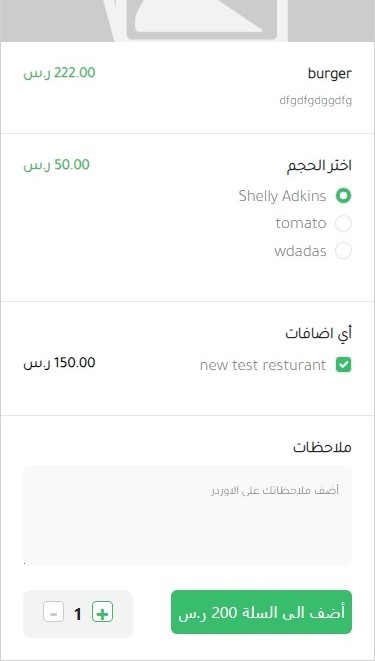 burger
222.00 ر.س
dfgdfgdggdfg
اختر الحجم
50.00 ر.س
Shelly Adkins
tomato
wdadas
أي اضافات
new test resturant
150.00 ر.س
ملاحظات
أضف ملاحظاتك على الاوردر
أضف الى السلة 200 ر.س
+ 1 -